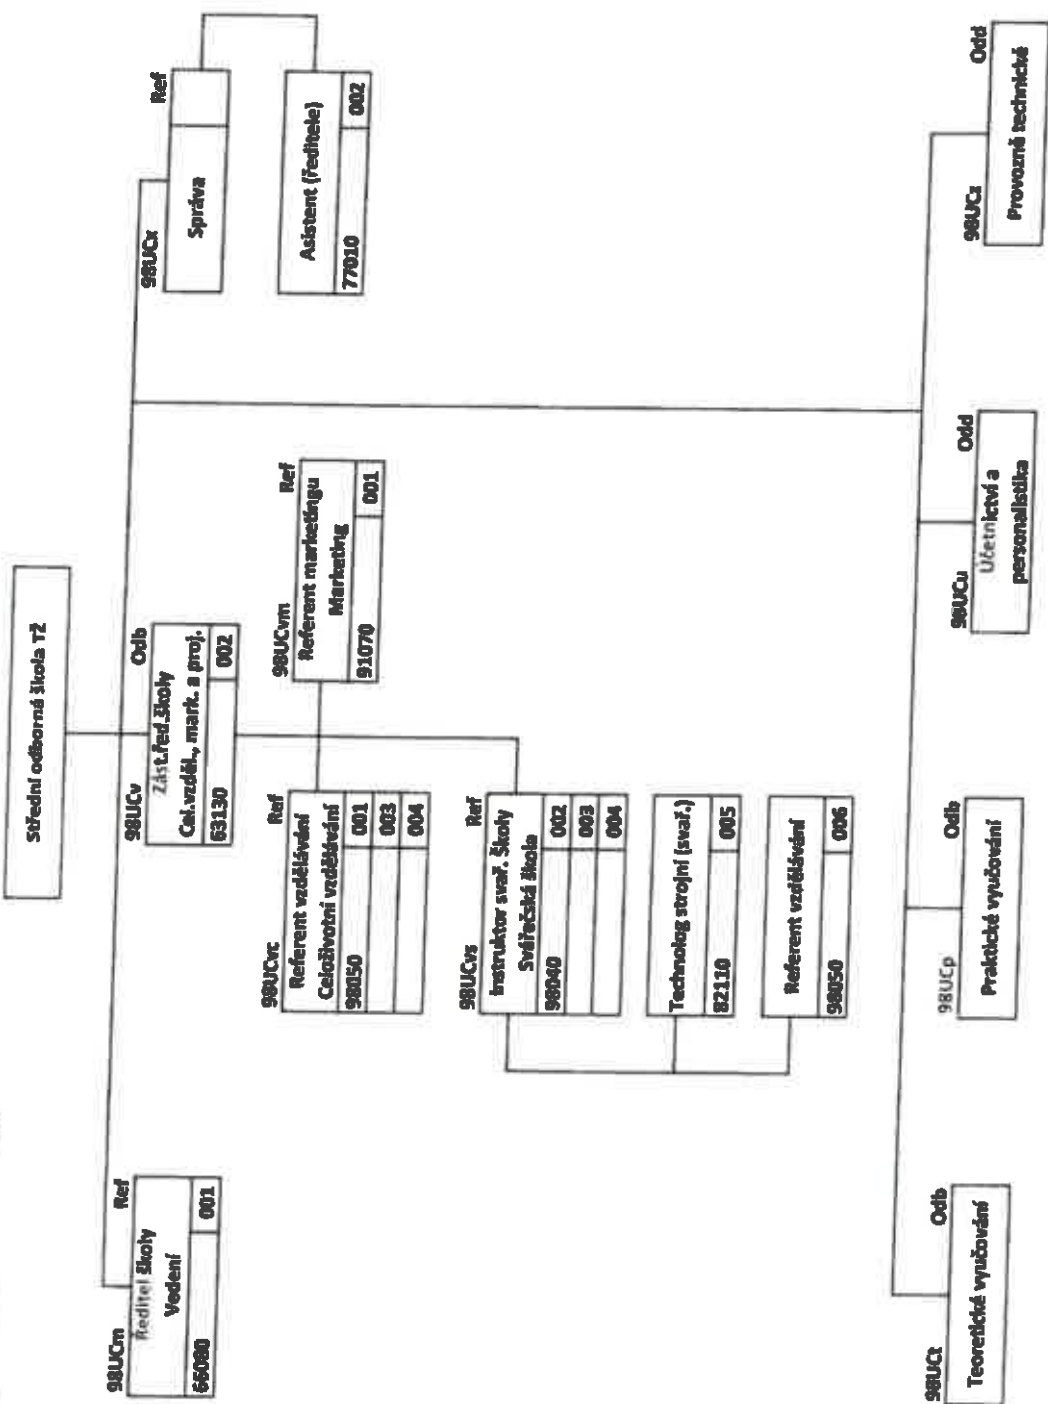 Střední odborná škola TŽ
98UCm Ref
Ředitel školy
Vedení
66080 001
98UCv Odb
Zást.řed.školy
Cel.vzděl., mark. a proj.
63130 002
98UCx Ref
Správa
Asistent (ředitele)
77010 002
98UCvc Ref
Referent vzdělávání
Celoživotní vzdělávání
98050 001
003
004
98UCvm Ref
Referent marketingu
Marketing
91070 001
98UCvs Ref
Instruktor svař. Školy
Svářečská škola
98040 002
003
004
Technolog strojní (svař.)
82110 005
Referent vzdělávání
98050 006
98UCt Odb
Teoretické vyučování
98UCp Odb
Praktické vyučování
98UCu Odd
Účetnictví a
personalistika
98UCz Odd
Provozně technické